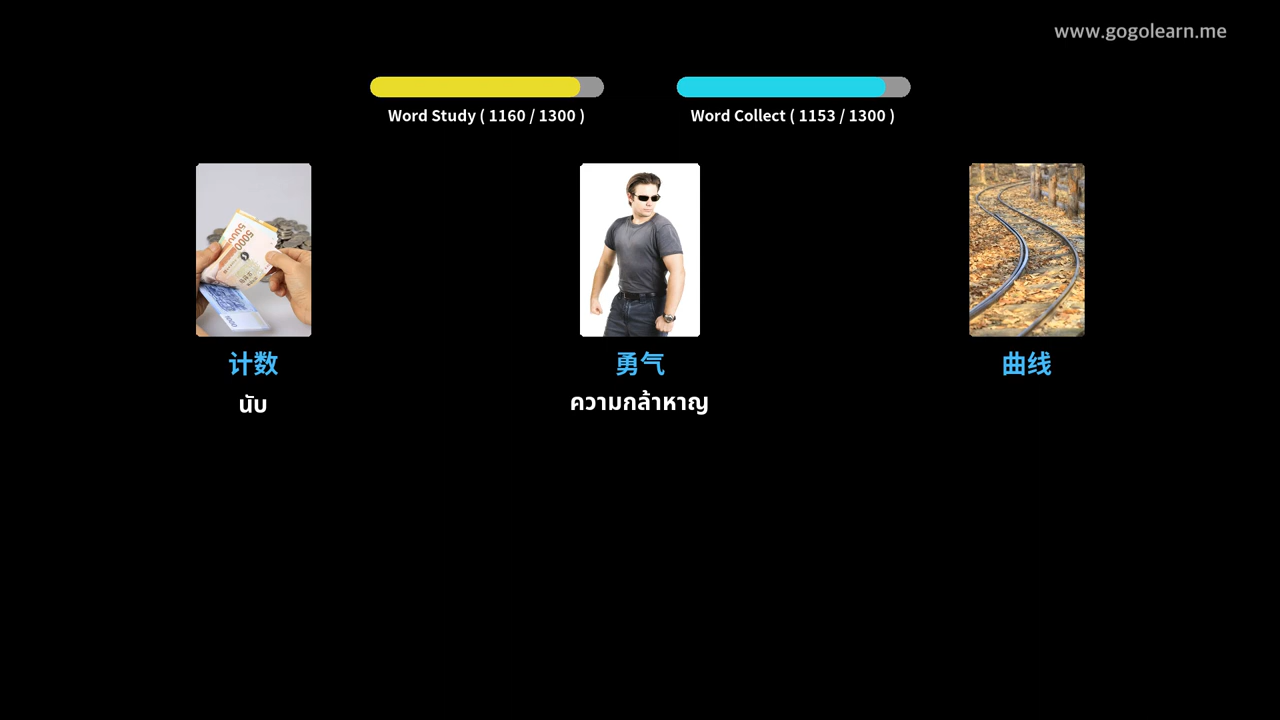 www.gogolearn.me
Word Study ( 1160 / 1300 )
Word Collect ( 1153 / 1300 )
5000
计数
勇气
曲线
นับ
ความกล้าหาญ